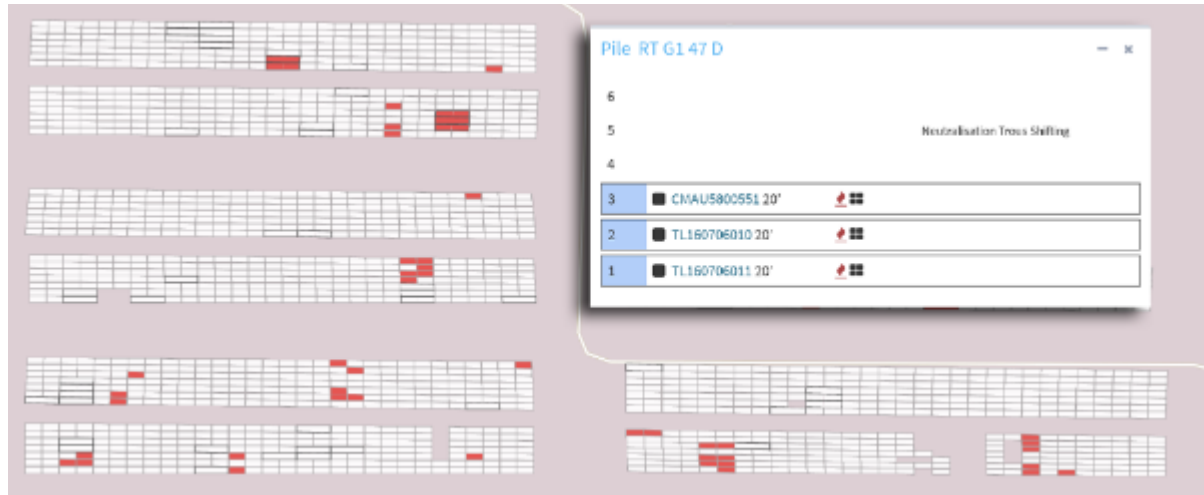 Pile RT G1 47 D
6
5 Neutralisation Trous Shifting
4
3 CMAU5800551 20'
2 TL160706010 20'
1 TL160706011 20'